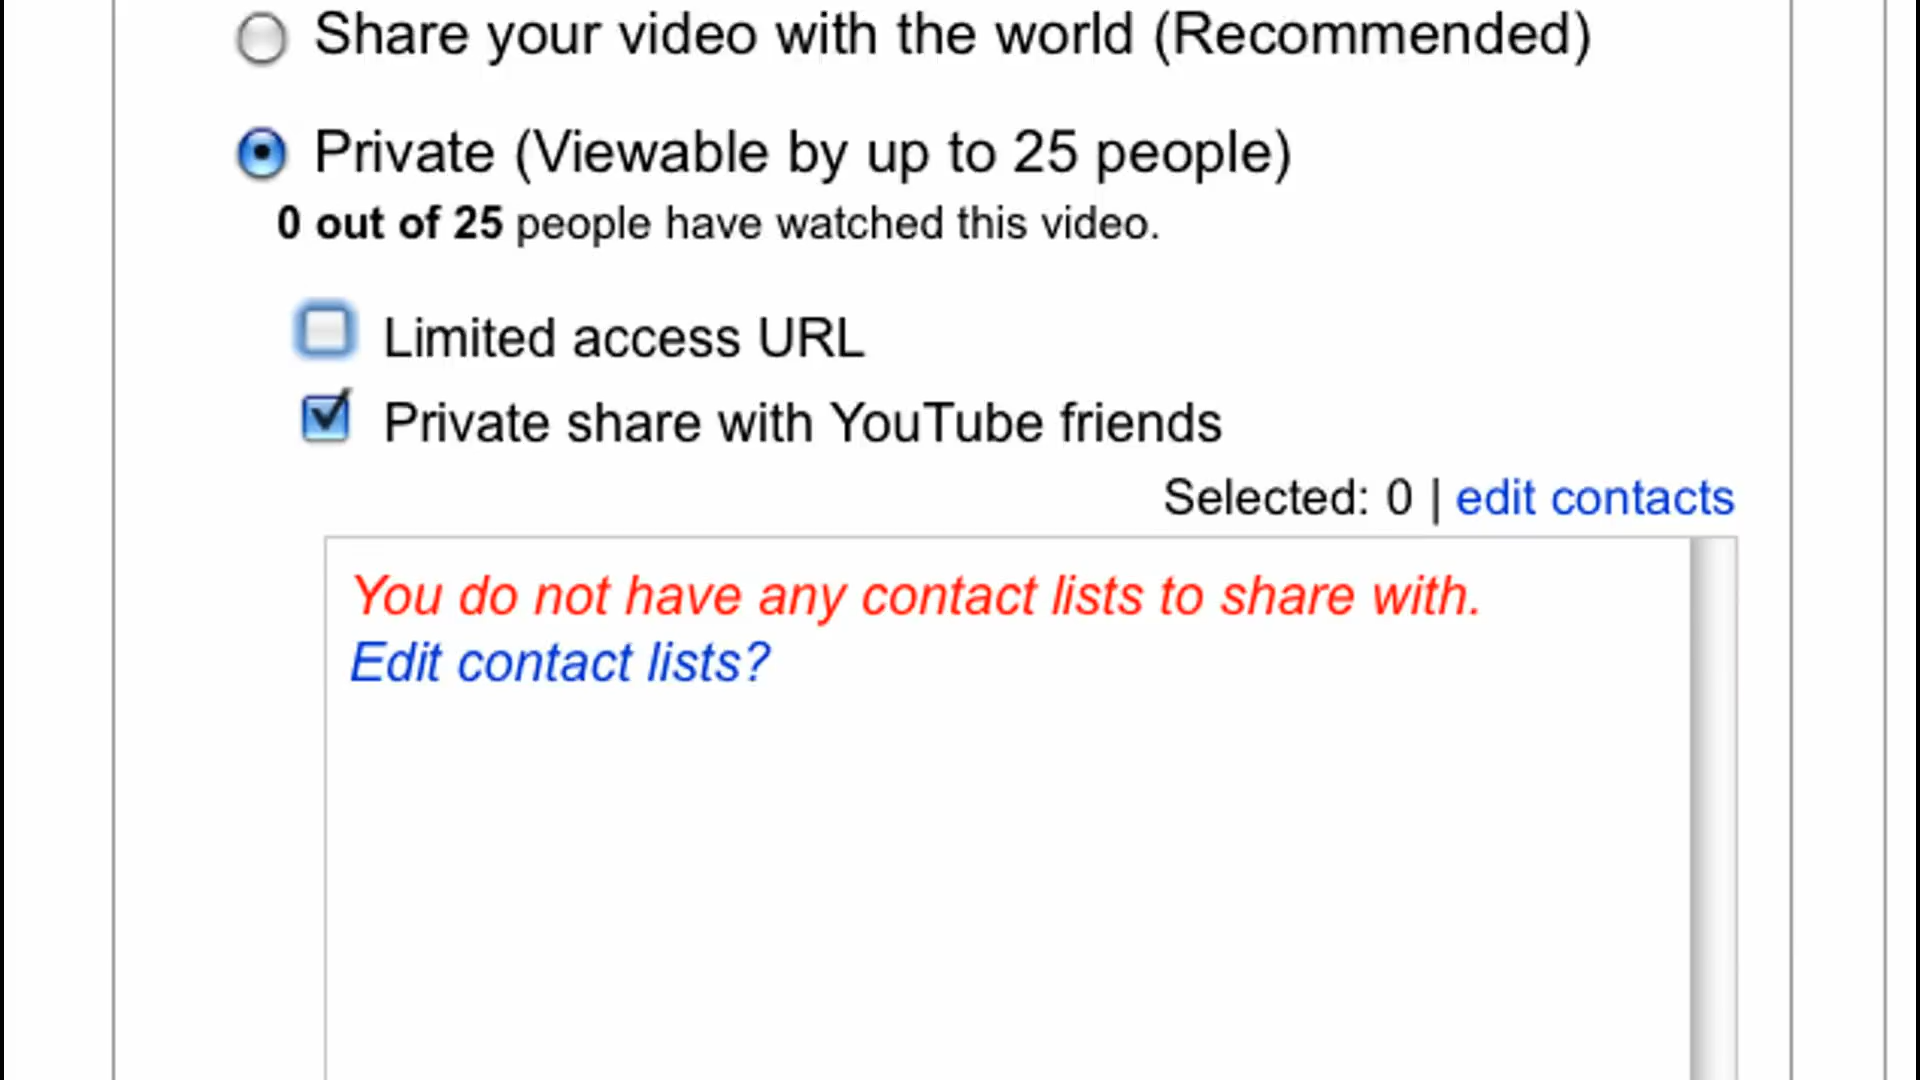 Share your video with the world (Recommended)
Private (Viewable by up to 25 people)
0 out of 25 people have watched this video.
Limited access URL
Private share with YouTube friends
Selected: 0 | edit contacts
You do not have any contact lists to share with.
Edit contact lists?